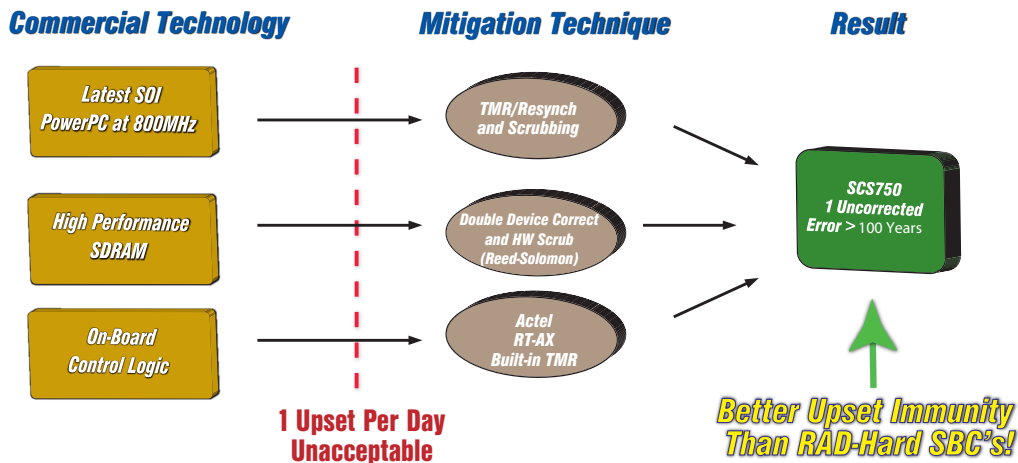 Commercial Technology
Mitigation Technique
Result
Latest SOI
PowerPC at 800MHz
TMR/Resynch
and Scrubbing
High Performance
SDRAM
Double Device Correct
and HW Scrub
(Reed-Solomon)
SCS750
1 Uncorrected
Error > 100 Years
On-Board
Control Logic
Actel
RT-AX
Built-in TMR
1 Upset Per Day
Unacceptable
Better Upset Immunity
Than RAD-Hard SBC's!